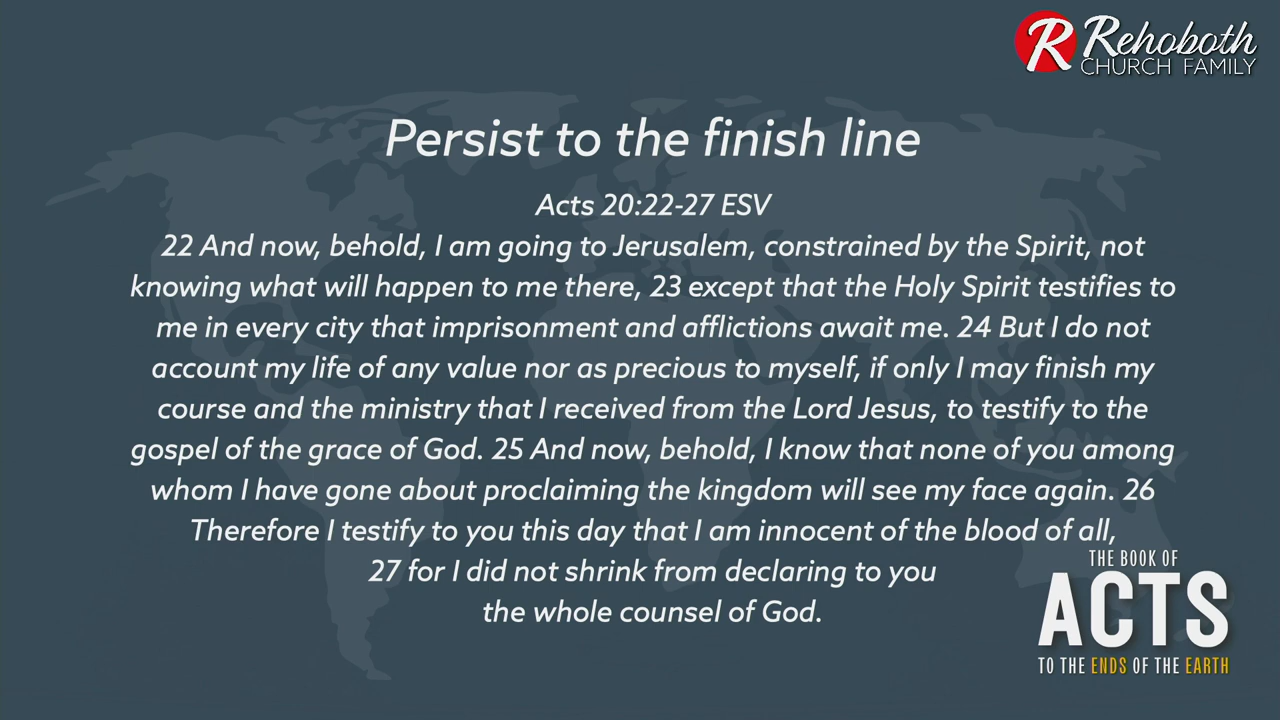 R Rehoboth
CHURCH FAMILY
Persist to the finish line
Acts 20:22-27 ESV
22 And now, behold, I am going to Jerusalem, constrained by the Spirit, not
knowing what will happen to me there, 23 except that the Holy Spirit testifies to
me in every city that imprisonment and afflictions await me. 24 But I do not
account my life of any value nor as precious to myself, if only I may finish my
course and the ministry that I received from the Lord Jesus, to testify to the
gospel of the grace of God. 25 And now, behold, I know that none of you among
whom I have gone about proclaiming the kingdom will see my face again. 26
Therefore I testify to you this day that I am innocent of the blood of all,
27 for I did not shrink from declaring to you
the whole counsel of God.
THE BOOK OF
ACTS
TO THE ENDS OF THE EARTH